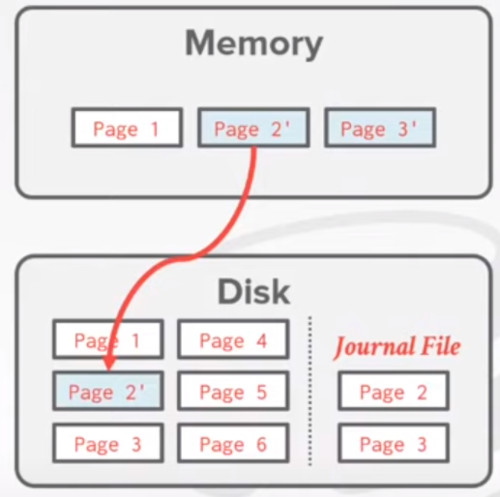 Memory
Page 1 Page 2' Page 3'
Disk
Page 1 Page 4
Journal File
Page 2' Page 5 Page 2
Page 3 Page 6 Page 3